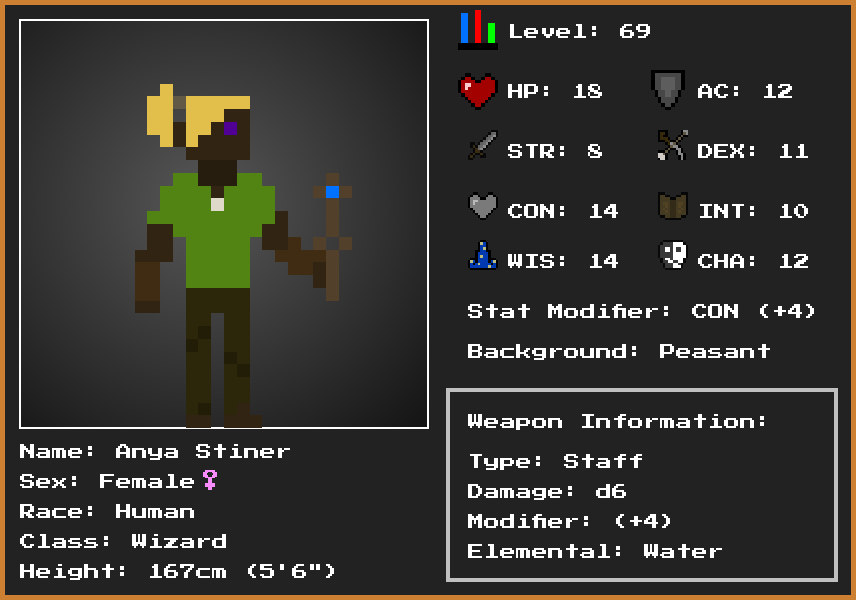 Level: 69
HP: 18 AC: 12
STR: 8 DEX: 11
CON: 14 INT: 10
WIS: 14 CHA: 12
Stat Modifier: CON (+4)
Background: Peasant
Weapon Information:
Type: Staff
Damage: d6
Modifier: (+4)
Elemental: Water
Name: Anya Stiner
Sex: Female♀
Race: Human
Class: Wizard
Height: 167cm (5'6")